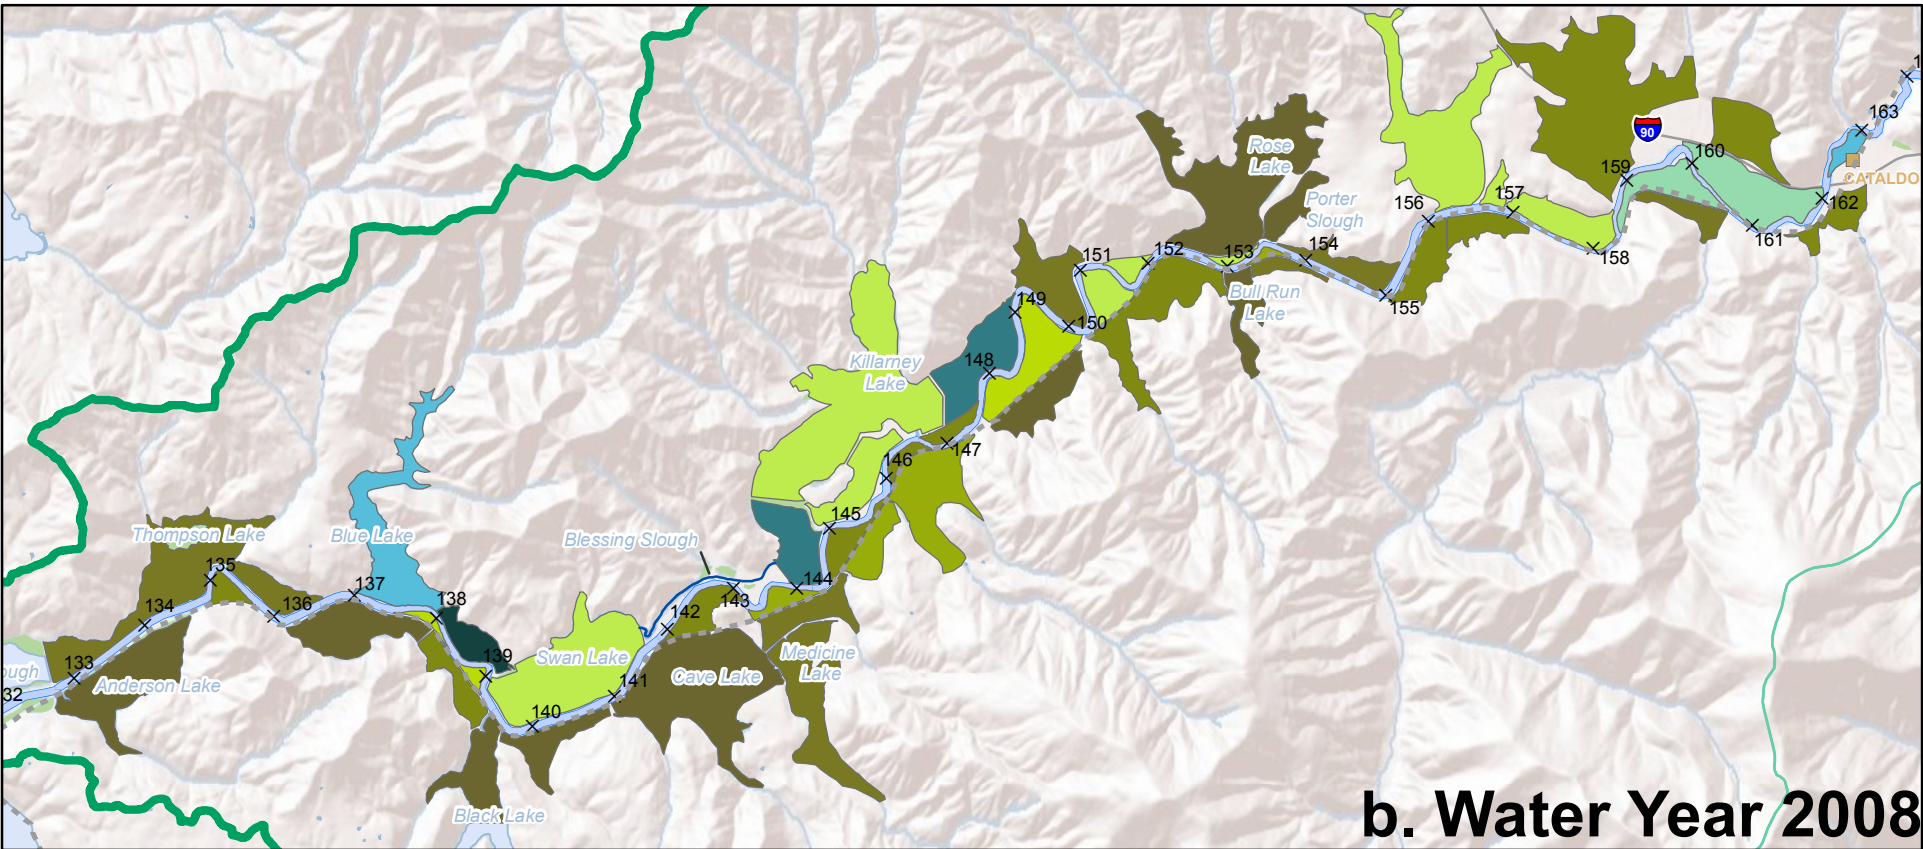 1
163
90
160
159
CATALDO
Rose
Lake
157
162
Porter
Slough
156
161
154
152
153
158
151
Bull Run
Lake
149
155
150
Killarney
Lake
148
147
146
145
Thompson Lake
Blue Lake
Blessing Slough
135
137
144
138
143
134
136
142
139
Swan Lake
Medicine
Lake
133
ough
Cave Lake
Anderson Lake
141
32
140
Black Lake
b. Water Year 2008